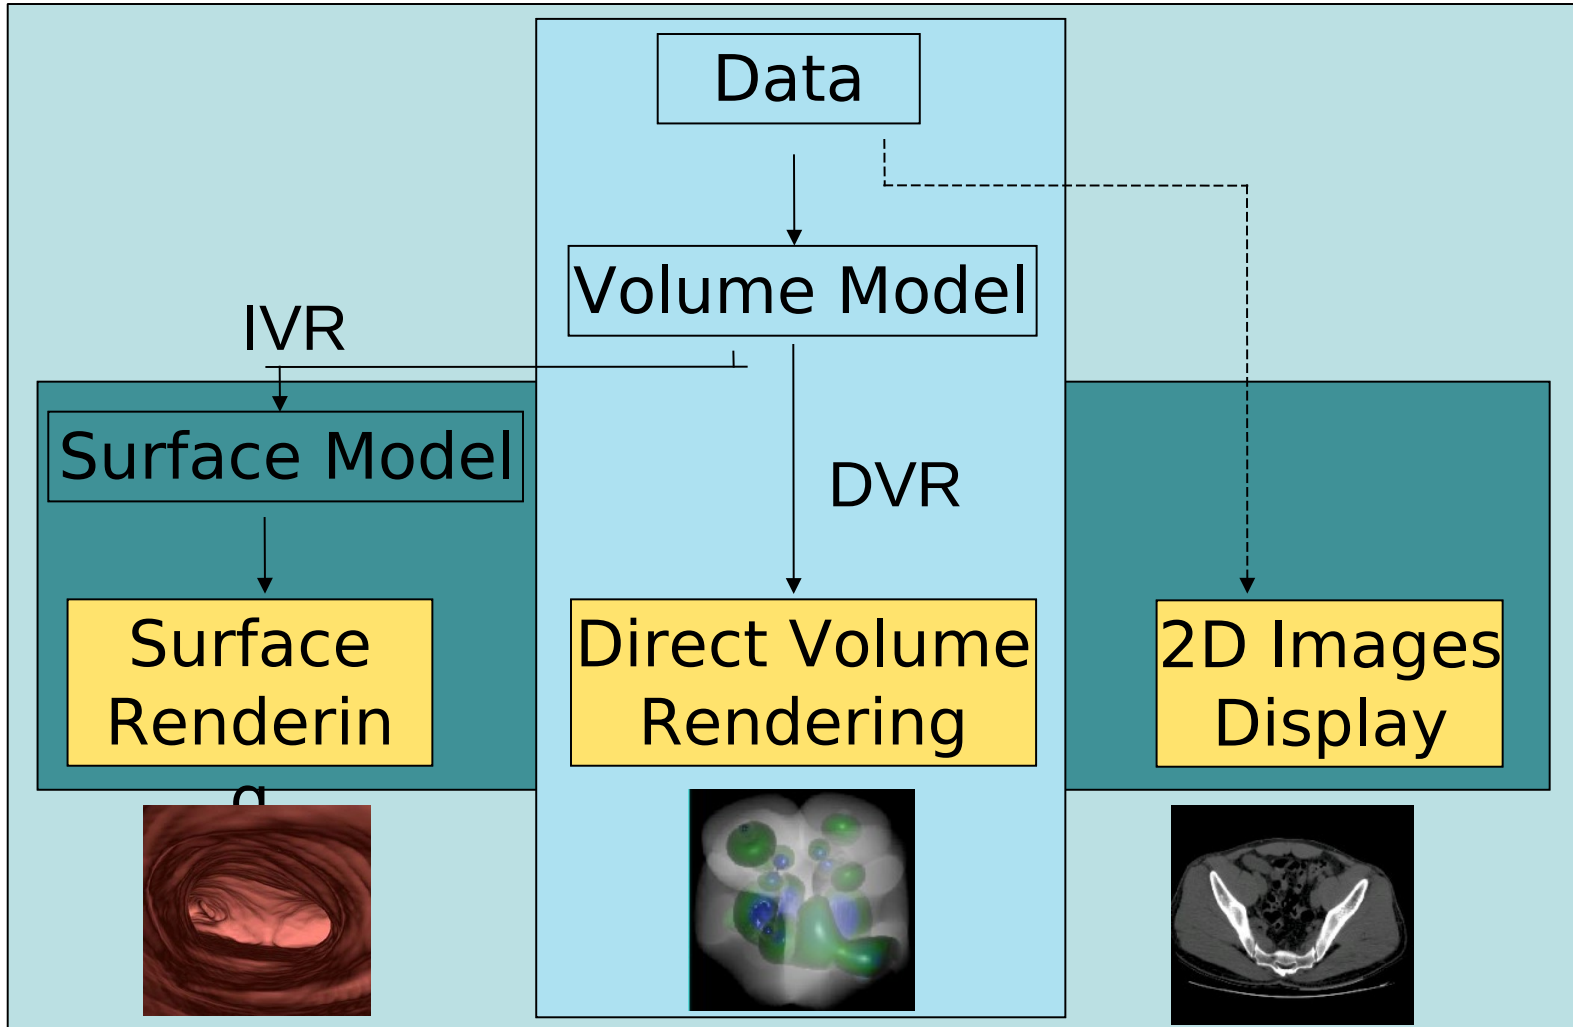 Data
Volume Model
IVR
Surface Model
DVR
Surface
Renderin
g
Direct Volume
Rendering
2D Images
Display